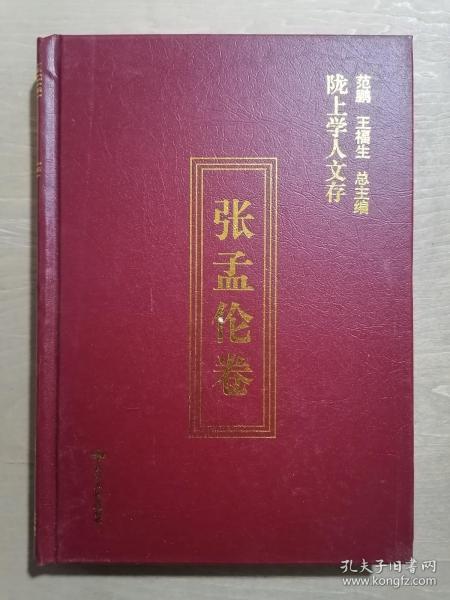 范鹏 王福生 总主编
陇上学人文存
张孟伦卷
孔夫子旧书网
www.kongfz.com